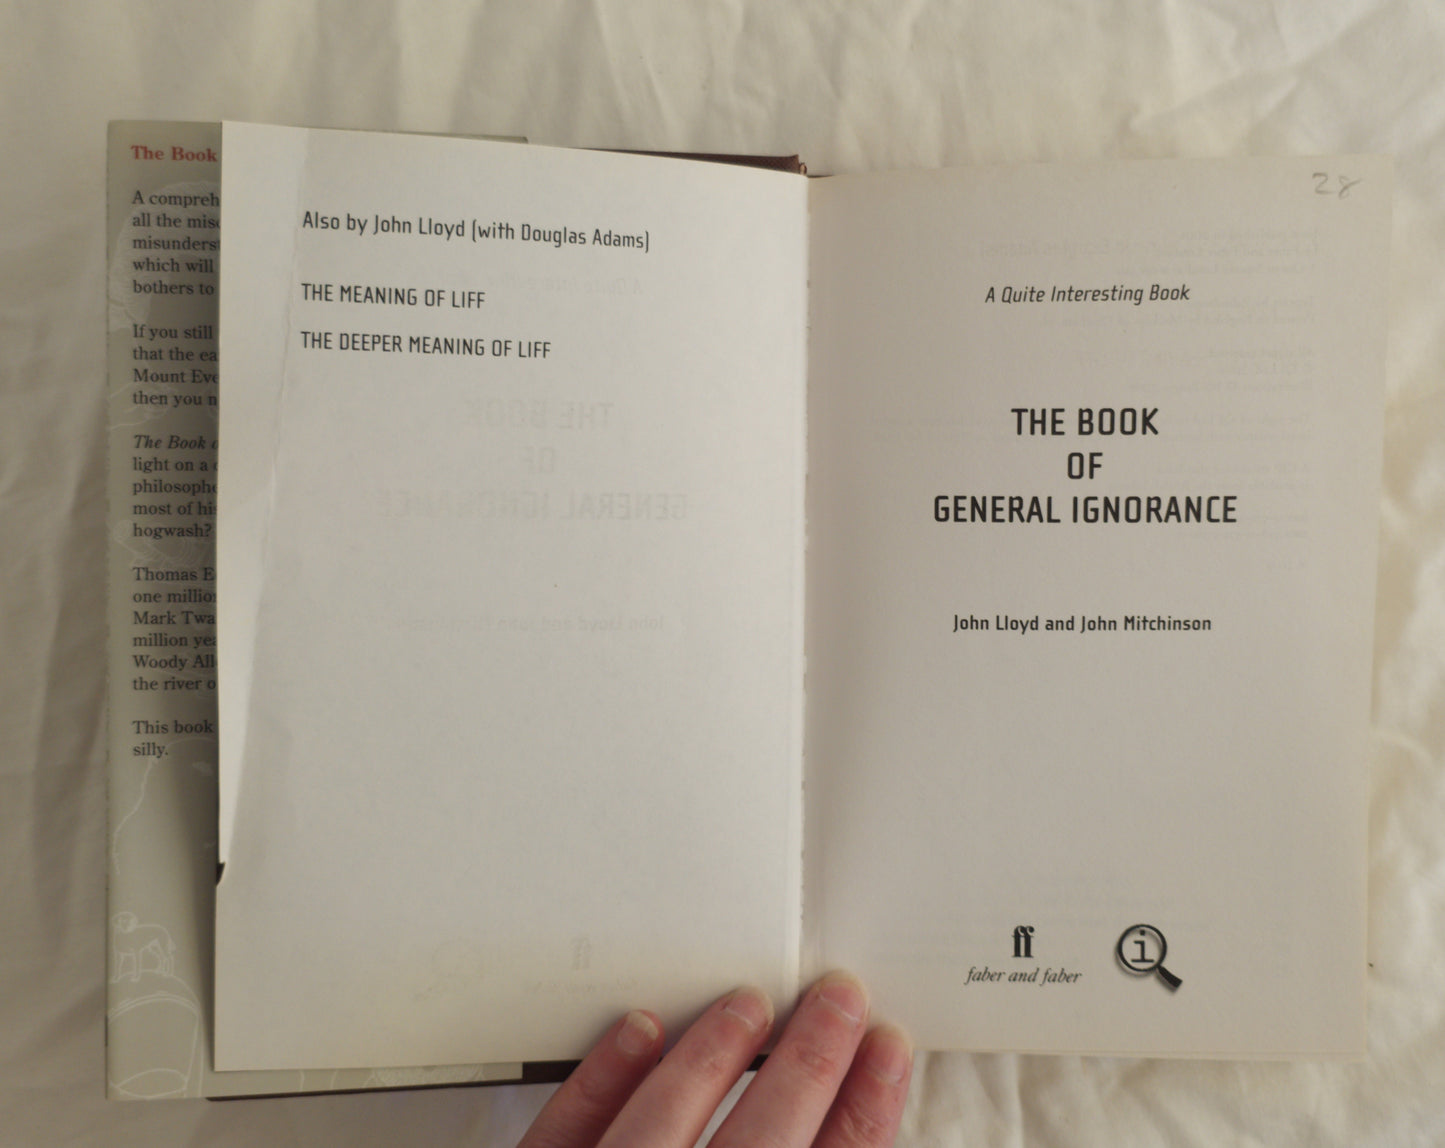 The Book
A compreh
all the misc
misunders
which will
bothers to
If you still
that the ea
Mount Eve
then you n
The Book o
light on a
philosophe
most of his
hogwash?
Thomas E
one million
Mark Twa
million yea
Woody All
the river o
This book
silly.
Also by John Lloyd (with Douglas Adams)
THE MEANING OF LIFF
THE DEEPER MEANING OF LIFF
28
A Quite Interesting Book
THE BOOK
OF
GENERAL IGNORANCE
John Lloyd and John Mitchinson
ff
faber and faber
i